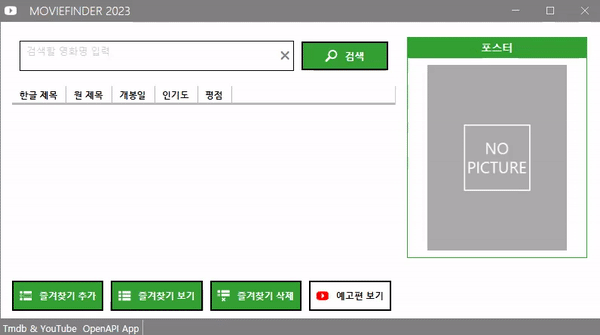 MOVIEFINDER 2023
검색할 영화명 입력
검색
한글 제목 원 제목 개봉일 인기도 평점
포스터
NO
PICTURE
즐겨찾기 추가
즐겨찾기 보기
즐겨찾기 삭제
예고편 보기
Tmdb & YouTube OpenAPI App